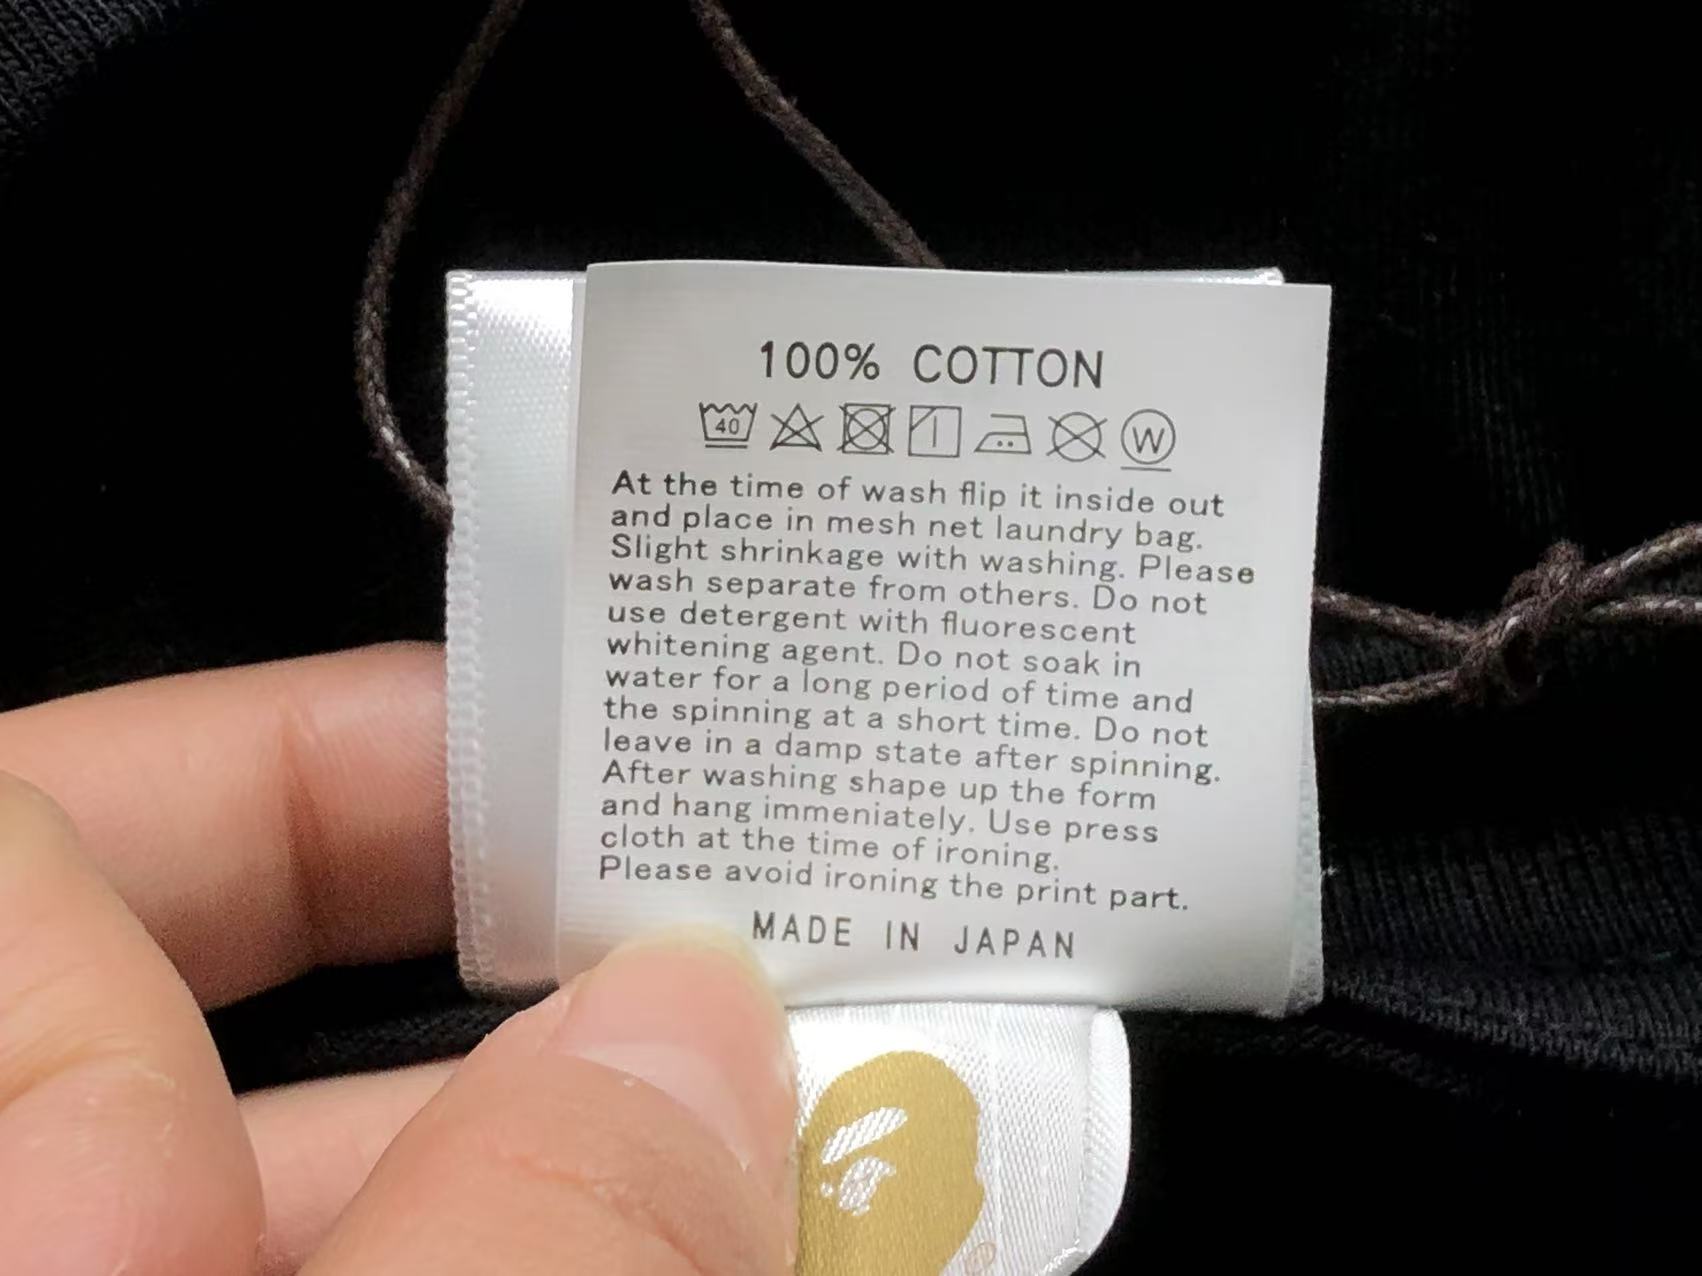 100% COTTON
40 W
At the time of wash flip it inside out
and place in mesh net laundry bag.
Slight shrinkage with washing. Please
wash separate from others. Do not
use detergent with fluorescent
whitening agent. Do not soak in
water for a long period of time and
the spinning at a short time. Do not
leave in a damp state after spinning.
After washing shape up the form
and hang immeniately. Use press
cloth at the time of ironing.
Please avoid ironing the print part.
MADE IN JAPAN